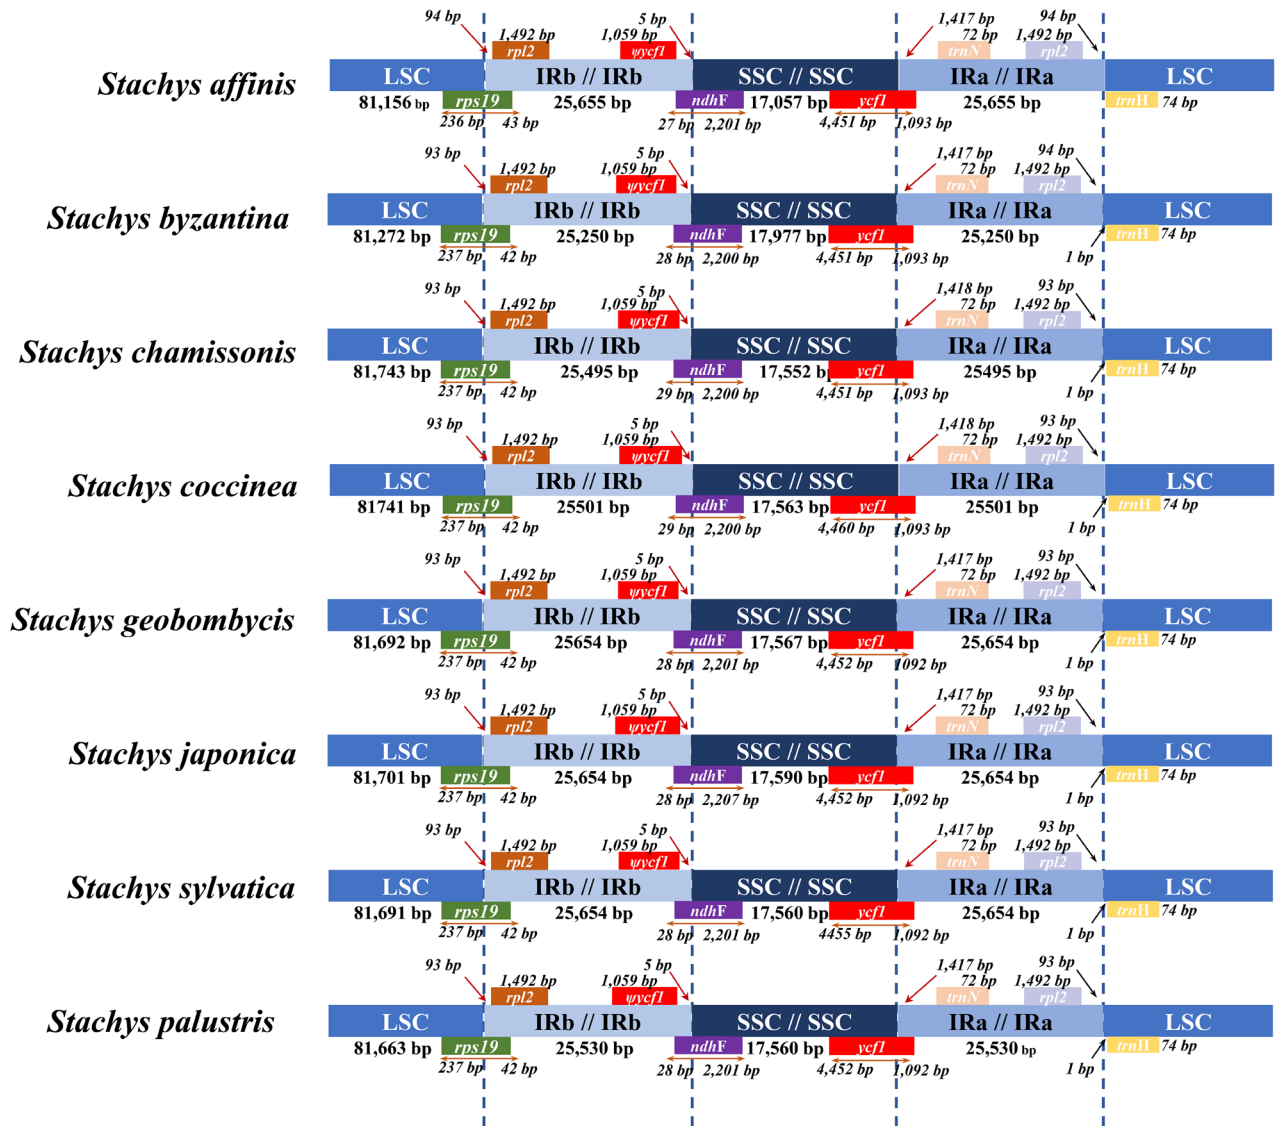 94 bp 5 bp 1,417 bp 94 bp
1,492 bp 1,059 bp 72 bp 1,492 bp
rpl2 ψycf1 trnN rpl2
Stachys affinis LSC IRb // IRb SSC // SSC IRa // IRa LSC
81,156 bp rps19 25,655 bp ndhF 17,057 bp ycf1 25,655 bp trnH 74 bp
236 bp 43 bp 27 bp 2,201 bp 4,451 bp 1,093 bp
93 bp 5 bp 1,417 bp 94 bp
1,492 bp 1,059 bp 72 bp 1,492 bp
rpl2 ψycf1 trnN rpl2
Stachys byzantina LSC IRb // IRb SSC // SSC IRa // IRa LSC
81,272 bp rps19 25,250 bp ndhF 17,977 bp ycf1 25,250 bp trnH 74 bp
237 bp 42 bp 28 bp 2,200 bp 4,451 bp 1,093 bp 1 bp
93 bp 5 bp 1,418 bp 93 bp
1,492 bp 1,059 bp 72 bp 1,492 bp
rpl2 ψycf1 trnN rpl2
Stachys chamissonis LSC IRb // IRb SSC // SSC IRa // IRa LSC
81,743 bp rps19 25,495 bp ndhF 17,552 bp ycf1 25495 bp trnH 74 bp
237 bp 42 bp 29 bp 2,200 bp 4,451 bp 1,093 bp 1 bp
93 bp 5 bp 1,418 bp 93 bp
1,492 bp 1,059 bp 72 bp 1,492 bp
rpl2 ψycf1 trnN rpl2
Stachys coccinea LSC IRb // IRb SSC // SSC IRa // IRa LSC
81741 bp rps19 25501 bp ndhF 17,563 bp ycf1 25501 bp trnH 74 bp
237 bp 42 bp 29 bp 2,200 bp 4,460 bp 1,093 bp 1 bp
93 bp 5 bp 1,417 bp 93 bp
1,492 bp 1,059 bp 72 bp 1,492 bp
rpl2 ψycf1 trnN rpl2
Stachys geobombycis LSC IRb // IRb SSC // SSC IRa // IRa LSC
81,692 bp rps19 25654 bp ndhF 17,567 bp ycf1 25,654 bp trnH 74 bp
237 bp 42 bp 28 bp 2,201 bp 4,452 bp 1092 bp 1 bp
93 bp 5 bp 1,417 bp 93 bp
1,492 bp 1,059 bp 72 bp 1,492 bp
rpl2 ψycf1 trnN rpl2
Stachys japonica LSC IRb // IRb SSC // SSC IRa // IRa LSC
81,701 bp rps19 25,654 bp ndhF 17,590 bp ycf1 25,654 bp trnH 74 bp
237 bp 42 bp 28 bp 2,207 bp 4,452 bp 1,092 bp 1 bp
93 bp 5 bp 1,417 bp 93 bp
1,492 bp 1,059 bp 72 bp 1,492 bp
rpl2 ψycf1 trnN rpl2
Stachys sylvatica LSC IRb // IRb SSC // SSC IRa // IRa LSC
81,691 bp rps19 25,654 bp ndhF 17,560 bp ycf1 25,654 bp trnH 74 bp
237 bp 42 bp 28 bp 2,201 bp 4455 bp 1,092 bp 1 bp
93 bp 5 bp 1,417 bp 93 bp
1,492 bp 1,059 bp 72 bp 1,492 bp
rpl2 ψycf1 trnN rpl2
Stachys palustris LSC IRb // IRb SSC // SSC IRa // IRa LSC
81,663 bp rps19 25,530 bp ndhF 17,560 bp ycf1 25,530 bp trnH 74 bp
237 bp 42 bp 28 bp 2,201 bp 4,452 bp 1,092 bp 1 bp